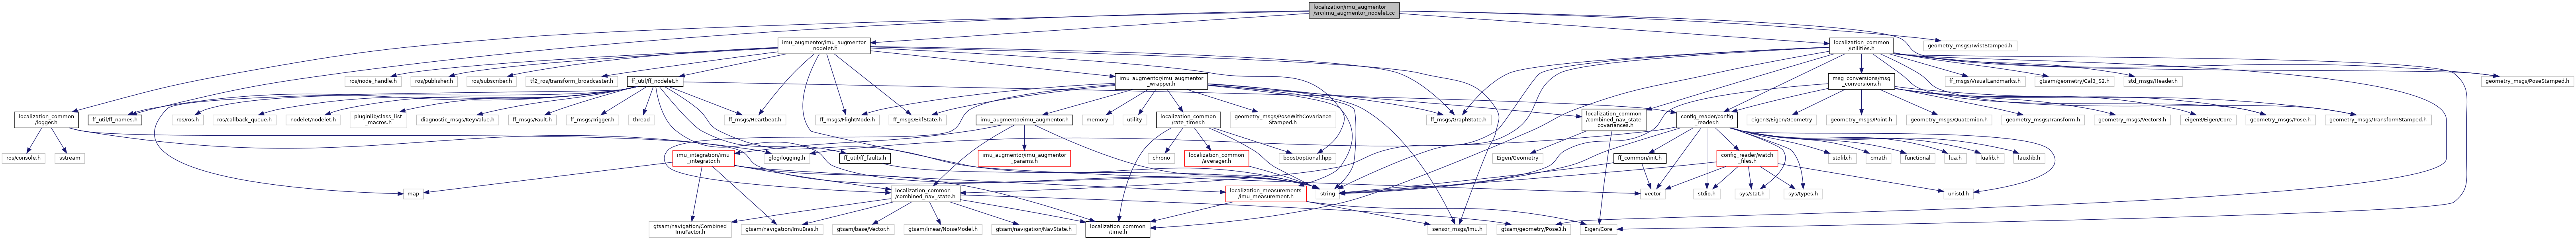 localization/imu_augmentor
/src/imu_augmentor_nodelet.cc
imu_augmentor/imu_augmentor
_nodelet.h
localization_common
/utilities.h
geometry_msgs/TwistStamped.h
ros/node_handle.h
ros/publisher.h
ros/subscriber.h
tf2_ros/transform_broadcaster.h
ff_util/ff_nodelet.h
imu_augmentor/imu_augmentor
_wrapper.h
msg_conversions/msg
_conversions.h
ff_msgs/VisualLandmarks.h
gtsam/geometry/Cal3_S2.h
std_msgs/Header.h
geometry_msgs/PoseStamped.h
localization_common
/logger.h
ff_util/ff_names.h
ros/ros.h
ros/callback_queue.h
nodelet/nodelet.h
pluginlib/class_list
_macros.h
diagnostic_msgs/KeyValue.h
ff_msgs/Fault.h
ff_msgs/Trigger.h
thread
ff_msgs/Heartbeat.h
ff_msgs/FlightMode.h
ff_msgs/EkfState.h
imu_augmentor/imu_augmentor.h
memory
utility
localization_common
/rate_timer.h
geometry_msgs/PoseWithCovariance
Stamped.h
ff_msgs/GraphState.h
localization_common
/combined_nav_state
_covariances.h
config_reader/config
_reader.h
eigen3/Eigen/Geometry
geometry_msgs/Point.h
geometry_msgs/Quaternion.h
geometry_msgs/Transform.h
geometry_msgs/Vector3.h
eigen3/Eigen/Core
geometry_msgs/Pose.h
geometry_msgs/TransformStamped.h
ros/console.h
sstream
glog/logging.h
ff_util/ff_faults.h
imu_integration/imu
_integrator.h
imu_augmentor/imu_augmentor
_params.h
chrono
localization_common
/averager.h
boost/optional.hpp
Eigen/Geometry
ff_common/init.h
config_reader/watch
_files.h
stdlib.h
cmath
functional
lua.h
lualib.h
lauxlib.h
map
localization_common
/combined_nav_state.h
localization_measurements
/imu_measurement.h
string
vector
stdio.h
sys/stat.h
sys/types.h
unistd.h
gtsam/navigation/Combined
ImuFactor.h
gtsam/navigation/ImuBias.h
gtsam/base/Vector.h
gtsam/linear/NoiseModel.h
gtsam/navigation/NavState.h
localization_common
/time.h
sensor_msgs/Imu.h
gtsam/geometry/Pose3.h
Eigen/Core